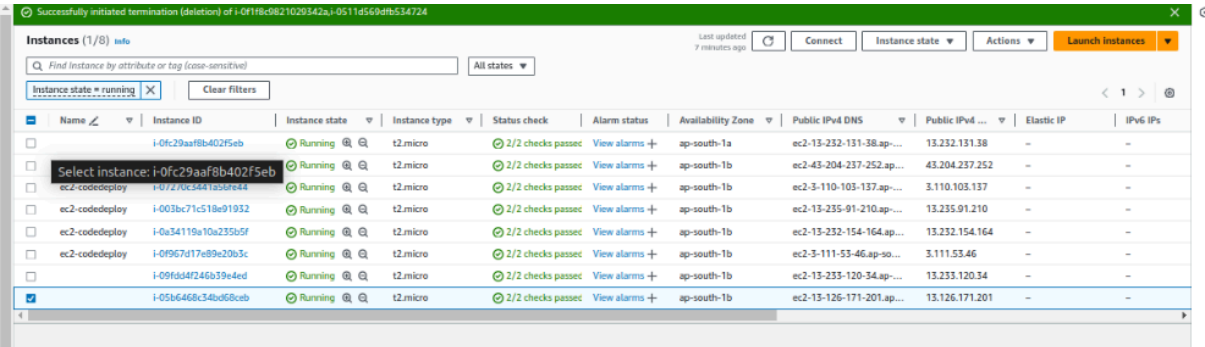 Successfully initiated termination (deletion) of i-0f1f8c9821029342a,i-0511d569dfb534724
Instances (1/8) Info
Last updated 7 minutes ago
Connect Instance state Actions Launch instances
Find Instance by attribute or tag (case-sensitive) All states
Instance state = running Clear filters
1
Name Instance ID Instance state Instance type Status check Alarm status Availability Zone Public IPv4 DNS Public IPv4 ... Elastic IP IPv6 IPs
i-0fc29aaf8b402f5eb Running t2.micro 2/2 checks passec View alarms + ap-south-1a ec2-13-232-131-38.ap-... 13.232.131.38 – –
Running t2.micro 2/2 checks passec View alarms + ap-south-1b ec2-43-204-237-252.ap... 43.204.237.252 – –
Select instance: i-0fc29aaf8b402f5eb
ec2-codedeploy i-07270c3441a56fe44 Running t2.micro 2/2 checks passec View alarms + ap-south-1b ec2-3-110-103-137.ap-... 3.110.103.137 – –
ec2-codedeploy i-003bc71c518e91932 Running t2.micro 2/2 checks passec View alarms + ap-south-1b ec2-13-235-91-210.ap-... 13.235.91.210 – –
ec2-codedeploy i-0a34119a10a235b5f Running t2.micro 2/2 checks passec View alarms + ap-south-1b ec2-13-232-154-164.ap... 13.232.154.164 – –
ec2-codedeploy i-0f967d17e89e20b3c Running t2.micro 2/2 checks passec View alarms + ap-south-1b ec2-3-111-53-46.ap-so... 3.111.53.46 – –
i-09fdd4f246b39e4ed Running t2.micro 2/2 checks passec View alarms + ap-south-1b ec2-13-233-120-34.ap-... 13.233.120.34 – –
i-05b6468c34bd68ceb Running t2.micro 2/2 checks passec View alarms + ap-south-1b ec2-13-126-171-201.ap... 13.126.171.201 – –